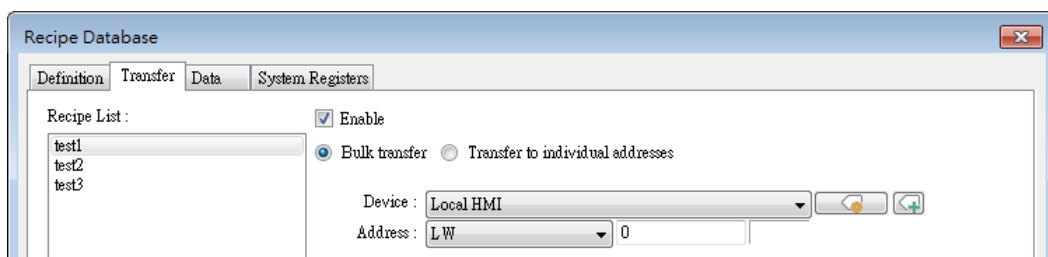 Recipe Database
Definition Transfer Data System Registers
Recipe List :
Enable
test1
Bulk transfer Transfer to individual addresses
test2
test3
Device : Local HMI
Address : LW 0